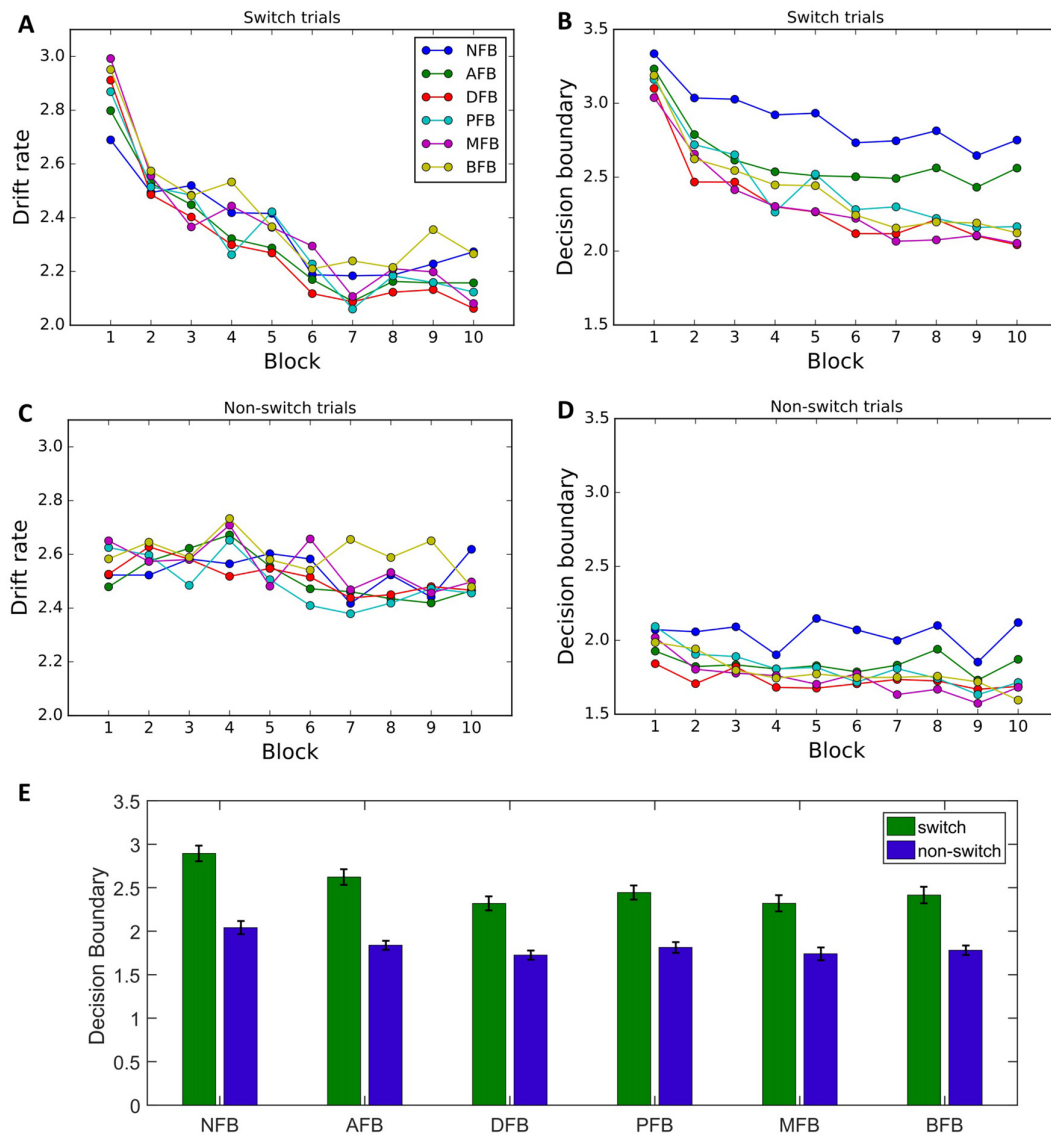 A
Switch trials
Drift rate
3.0
2.8
2.6
2.4
2.2
2.0
NFB
AFB
DFB
PFB
MFB
BFB
1 2 3 4 5 6 7 8 9 10
Block
B
Switch trials
Decision boundary
3.5
3.0
2.5
2.0
1.5
1 2 3 4 5 6 7 8 9 10
Block
C
Non-switch trials
Drift rate
3.0
2.8
2.6
2.4
2.2
2.0
1 2 3 4 5 6 7 8 9 10
Block
D
Non-switch trials
Decision boundary
3.5
3.0
2.5
2.0
1.5
1 2 3 4 5 6 7 8 9 10
Block
E
Decision Boundary
3.5
3
2.5
2
1.5
1
0.5
0
switch
non-switch
NFB AFB DFB PFB MFB BFB